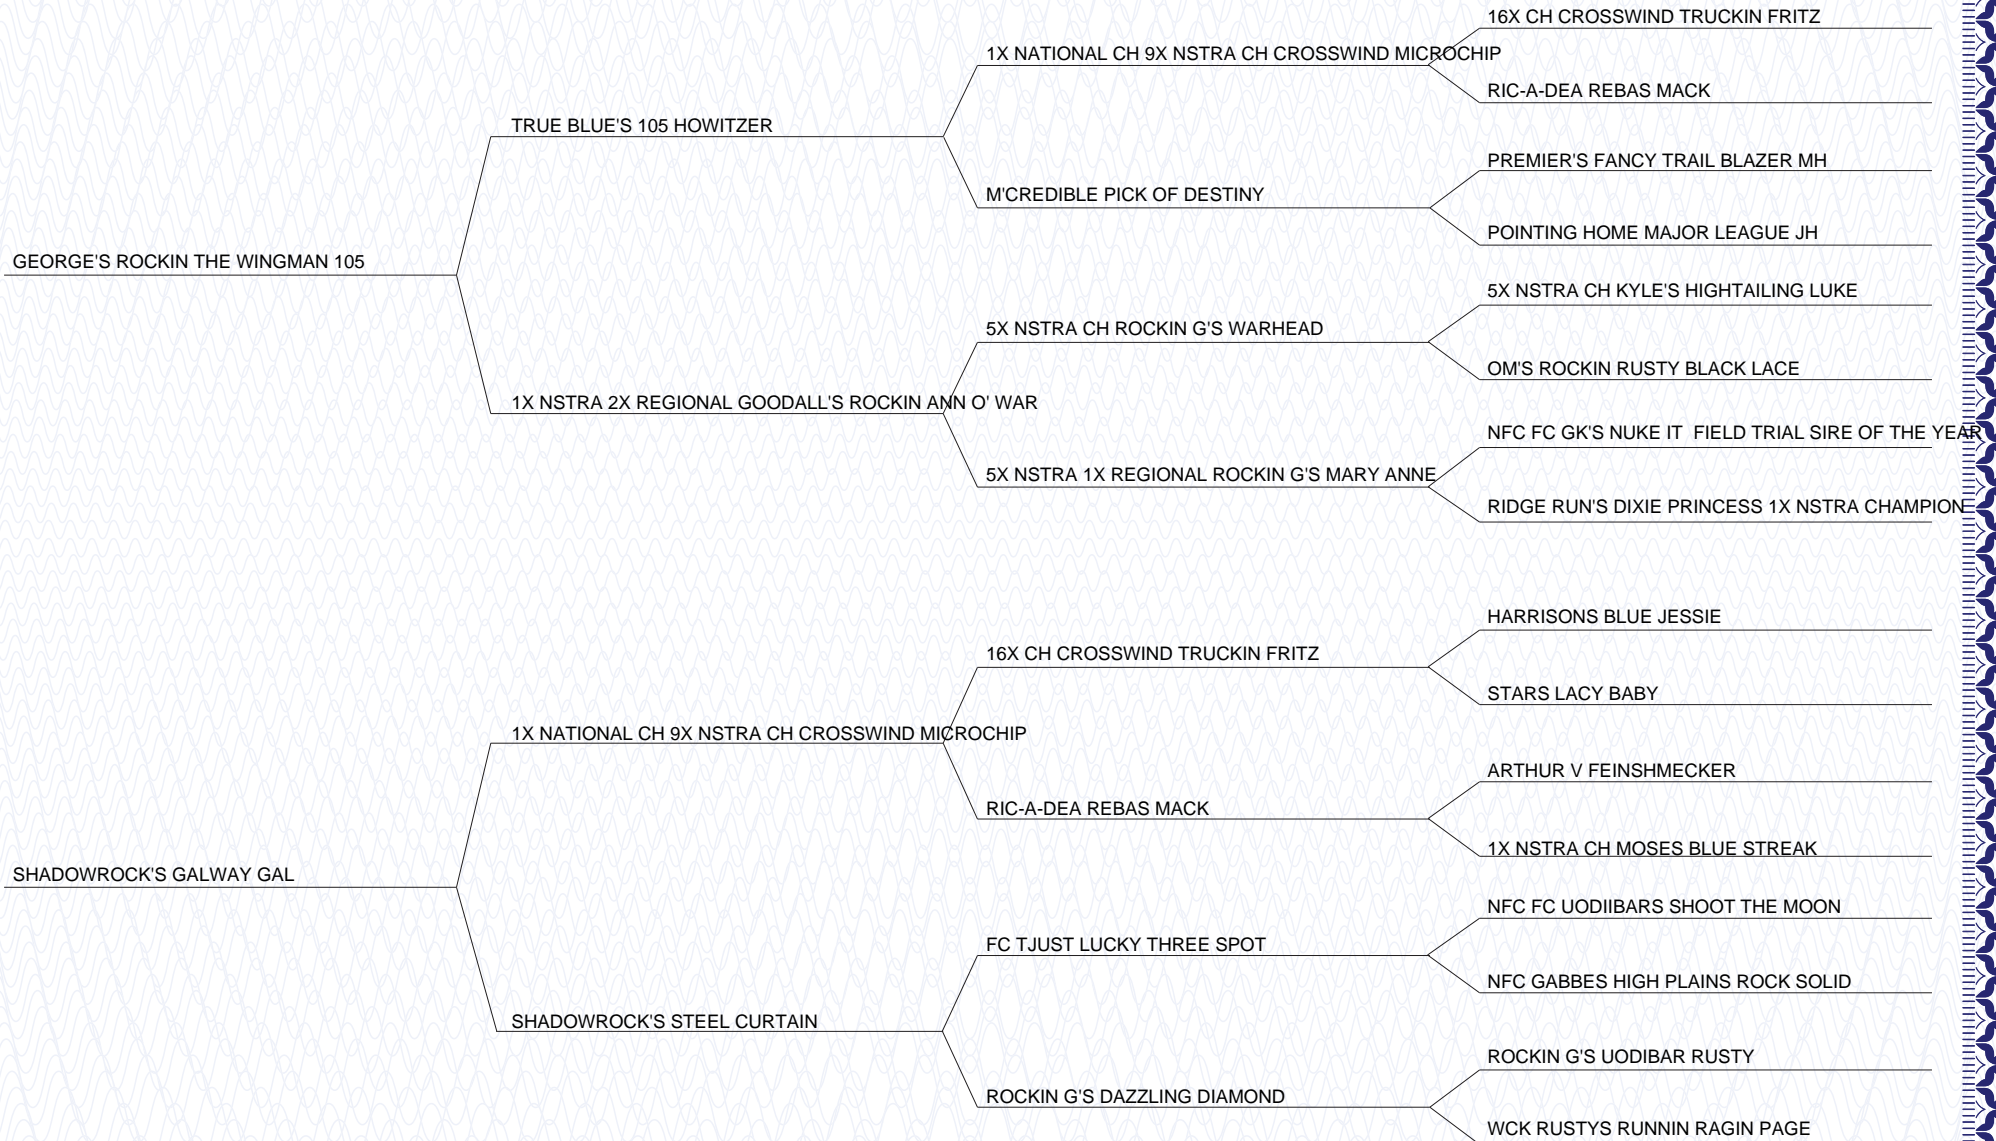 16X CH CROSSWIND TRUCKIN FRITZ
1X NATIONAL CH 9X NSTRA CH CROSSWIND MICROCHIP
RIC-A-DEA REBAS MACK
TRUE BLUE'S 105 HOWITZER
PREMIER'S FANCY TRAIL BLAZER MH
M'CREDIBLE PICK OF DESTINY
POINTING HOME MAJOR LEAGUE JH
GEORGE'S ROCKIN THE WINGMAN 105
5X NSTRA CH KYLE'S HIGHTAILING LUKE
5X NSTRA CH ROCKIN G'S WARHEAD
OM'S ROCKIN RUSTY BLACK LACE
1X NSTRA 2X REGIONAL GOODALL'S ROCKIN ANN O' WAR
NFC FC GK'S NUKE IT  FIELD TRIAL SIRE OF THE YEAR
5X NSTRA 1X REGIONAL ROCKIN G'S MARY ANNE
RIDGE RUN'S DIXIE PRINCESS 1X NSTRA CHAMPION
HARRISONS BLUE JESSIE
16X CH CROSSWIND TRUCKIN FRITZ
STARS LACY BABY
1X NATIONAL CH 9X NSTRA CH CROSSWIND MICROCHIP
ARTHUR V FEINSHMECKER
RIC-A-DEA REBAS MACK
1X NSTRA CH MOSES BLUE STREAK
SHADOWROCK'S GALWAY GAL
NFC FC UODIIBARS SHOOT THE MOON
FC TJUST LUCKY THREE SPOT
NFC GABBES HIGH PLAINS ROCK SOLID
SHADOWROCK'S STEEL CURTAIN
ROCKIN G'S UODIBAR RUSTY
ROCKIN G'S DAZZLING DIAMOND
WCK RUSTYS RUNNIN RAGIN PAGE